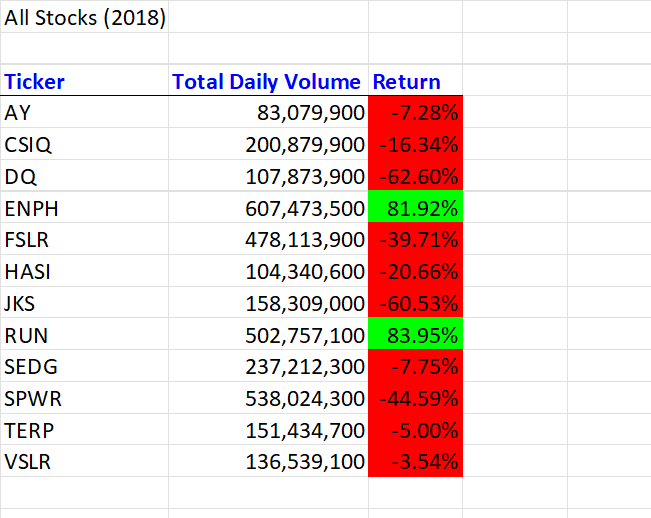 All Stocks (2018)
Ticker Total Daily Volume Return
AY 83,079,900 -7.28%
CSIQ 200,879,900 -16.34%
DQ 107,873,900 -62.60%
ENPH 607,473,500 81.92%
FSLR 478,113,900 -39.71%
HASI 104,340,600 -20.66%
JKS 158,309,000 -60.53%
RUN 502,757,100 83.95%
SEDG 237,212,300 -7.75%
SPWR 538,024,300 -44.59%
TERP 151,434,700 -5.00%
VSLR 136,539,100 -3.54%